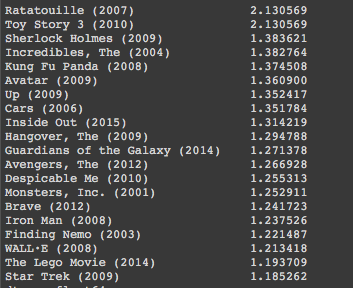 Ratatouille (2007) 2.130569
Toy Story 3 (2010) 2.130569
Sherlock Holmes (2009) 1.383621
Incredibles, The (2004) 1.382764
Kung Fu Panda (2008) 1.374508
Avatar (2009) 1.360900
Up (2009) 1.352417
Cars (2006) 1.351784
Inside Out (2015) 1.314219
Hangover, The (2009) 1.294788
Guardians of the Galaxy (2014) 1.271378
Avengers, The (2012) 1.266928
Despicable Me (2010) 1.255313
Monsters, Inc. (2001) 1.252911
Brave (2012) 1.241723
Iron Man (2008) 1.237526
Finding Nemo (2003) 1.221487
WALL·E (2008) 1.213418
The Lego Movie (2014) 1.193709
Star Trek (2009) 1.185262